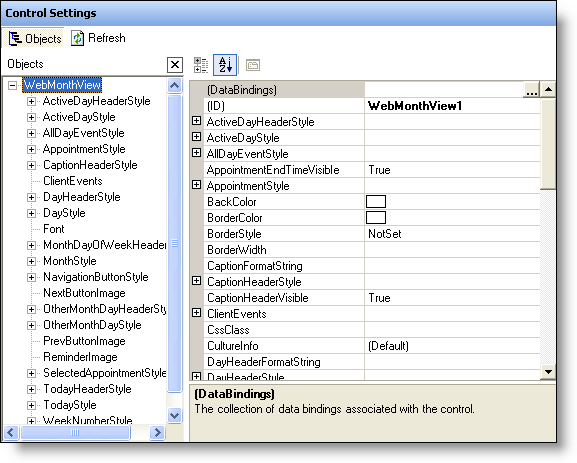 Control Settings
Objects Refresh
Objects
WebMonthView
ActiveDayHeaderStyle
ActiveDayStyle
AllDayEventStyle
AppointmentStyle
CaptionHeaderStyle
ClientEvents
DayHeaderStyle
DayStyle
Font
MonthDayOfWeekHeader
MonthStyle
NavigationButtonStyle
NextButtonImage
OtherMonthDayHeaderSty
OtherMonthDayStyle
PrevButtonImage
ReminderImage
SelectedAppointmentStyle
TodayHeaderStyle
TodayStyle
WeekNumberStyle
(DataBindings) ...
(ID) WebMonthView1
ActiveDayHeaderStyle
ActiveDayStyle
AllDayEventStyle
AppointmentEndTimeVisible True
AppointmentStyle
BackColor
BorderColor
BorderStyle NotSet
BorderWidth
CaptionFormatString
CaptionHeaderStyle
CaptionHeaderVisible True
ClientEvents
CssClass
CultureInfo (Default)
DayHeaderFormatString
DayHeaderStyle
(DataBindings)
The collection of data bindings associated with the control.